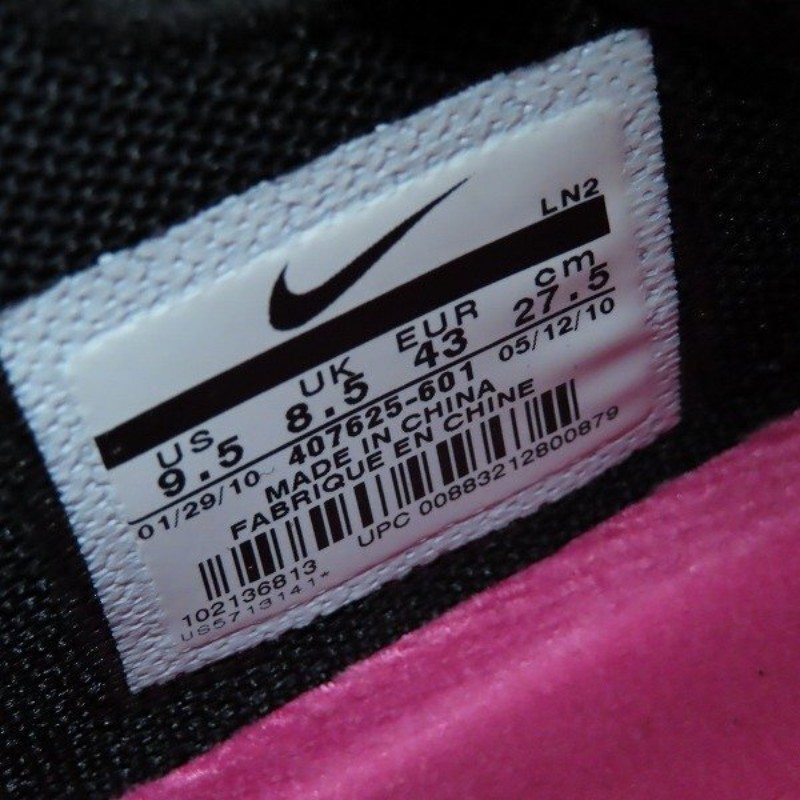 LN2
US UK EUR cm
9.5 8.5 43 27.5
01/29/10 407625-601 05/12/10
MADE IN CHINA
FABRIQUE EN CHINE
102136813 UPC 00883212800879
US5713141*